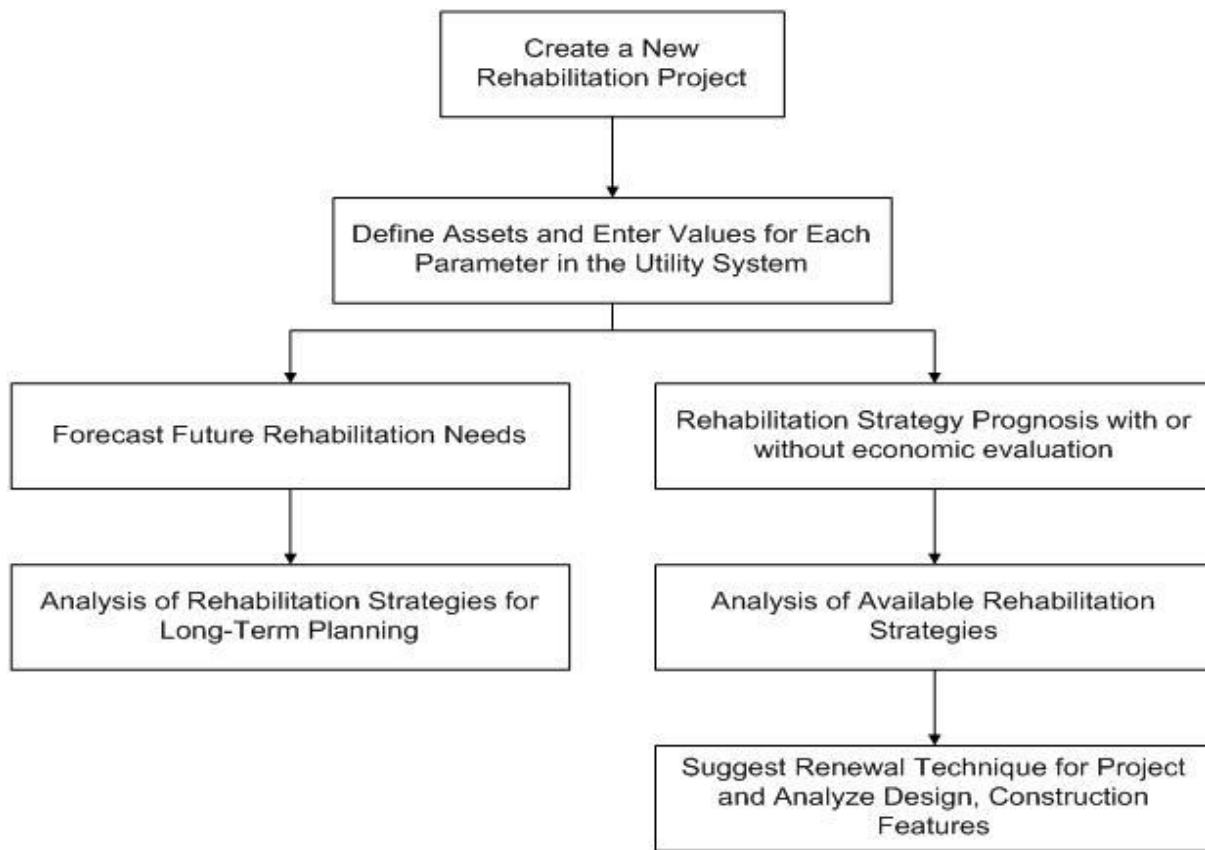 Create a New
Rehabilitation Project
Define Assets and Enter Values for Each
Parameter in the Utility System
Forecast Future Rehabilitation Needs
Rehabilitation Strategy Prognosis with or
without economic evaluation
Analysis of Rehabilitation Strategies for
Long-Term Planning
Analysis of Available Rehabilitation
Strategies
Suggest Renewal Technique for Project
and Analyze Design, Construction
Features